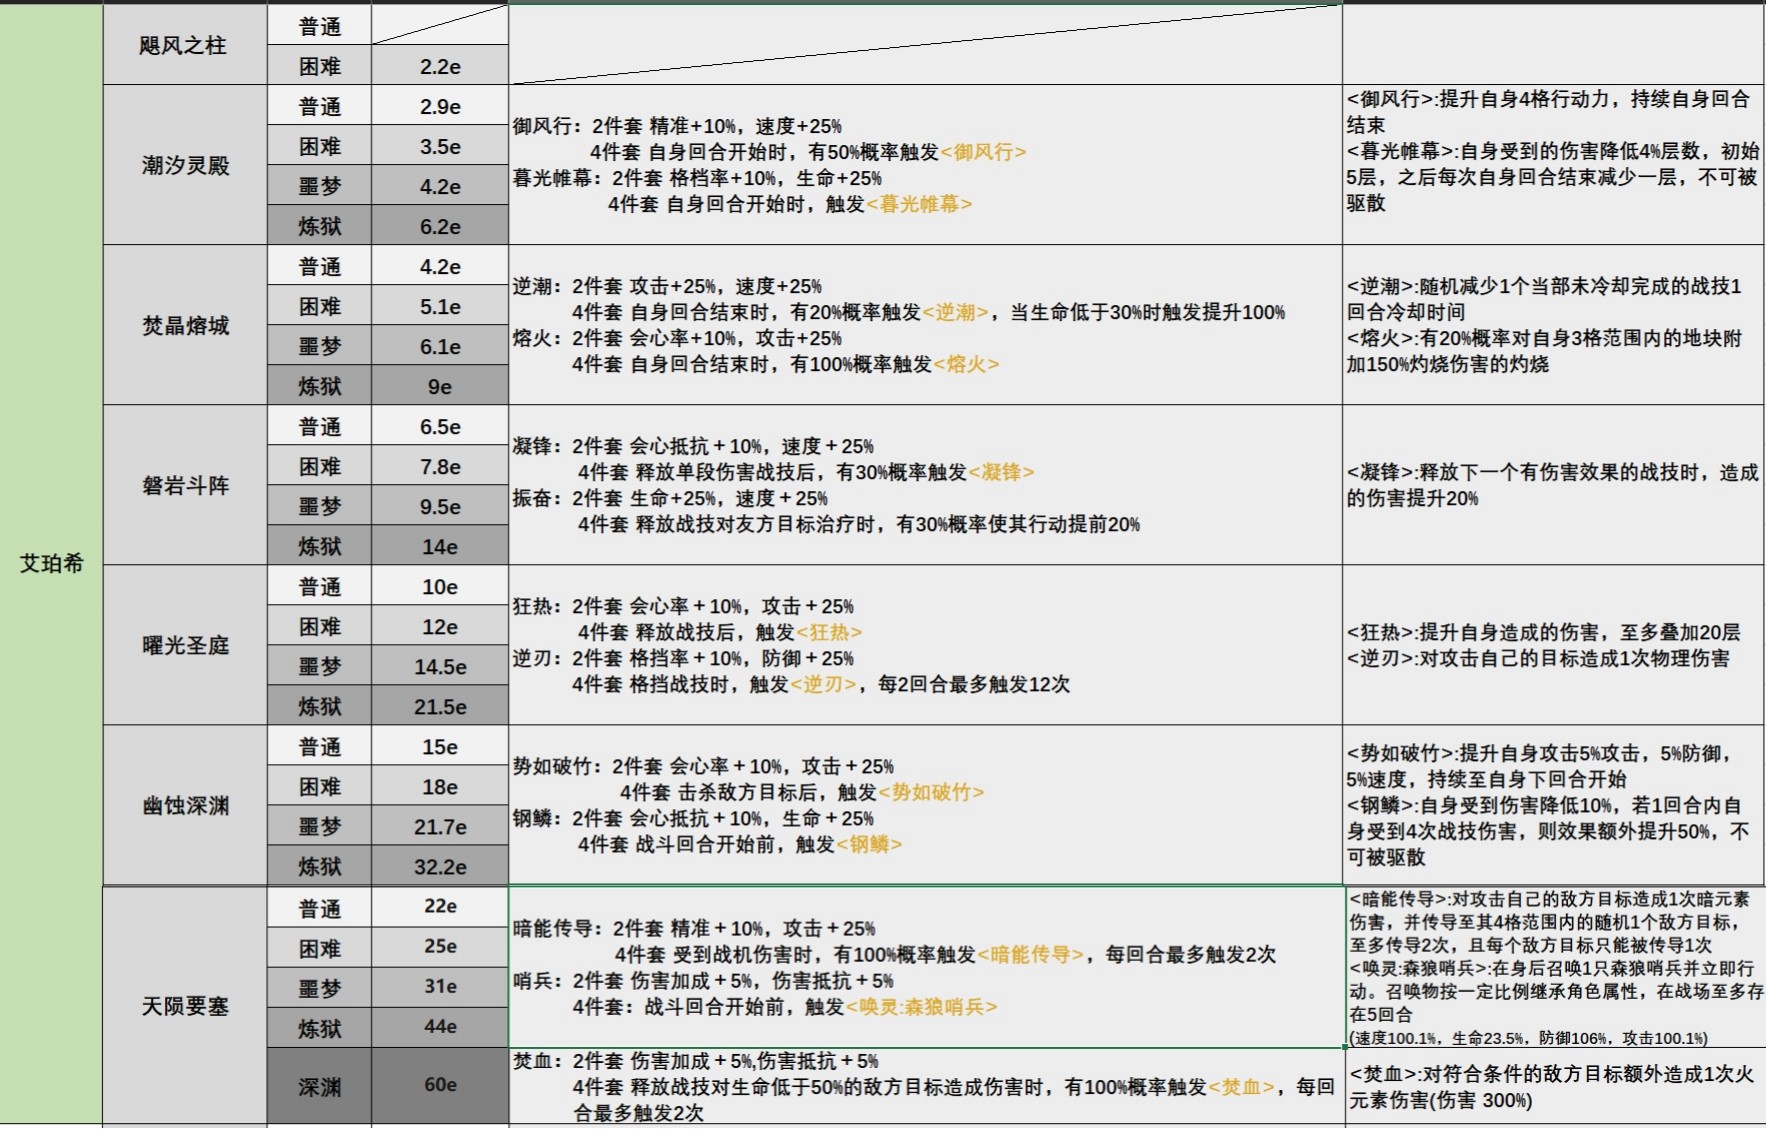 艾珀希
飓风之柱
普通
困难 2.2e
潮汐灵殿
普通 2.9e
困难 3.5e
噩梦 4.2e
炼狱 6.2e
御风行：2件套 精准+10%，速度+25%
4件套 自身回合开始时，有50%概率触发<御风行>
暮光帷幕：2件套 格档率+10%，生命+25%
4件套 自身回合开始时，触发<暮光帷幕>
<御风行>:提升自身4格行动力，持续自身回合
结束
<暮光帷幕>:自身受到的伤害降低4%层数，初始
5层，之后每次自身回合结束减少一层，不可被
驱散
焚晶熔城
普通 4.2e
困难 5.1e
噩梦 6.1e
炼狱 9e
逆潮：2件套 攻击+25%，速度+25%
4件套 自身回合结束时，有20%概率触发<逆潮>，当生命低于30%时触发提升100%
熔火：2件套 会心率+10%，攻击+25%
4件套 自身回合结束时，有100%概率触发<熔火>
<逆潮>:随机减少1个当部未冷却完成的战技1
回合冷却时间
<熔火>:有20%概率对自身3格范围内的地块附
加150%灼烧伤害的灼烧
磐岩斗阵
普通 6.5e
困难 7.8e
噩梦 9.5e
炼狱 14e
凝锋：2件套 会心抵抗＋10%，速度＋25%
4件套 释放单段伤害战技后，有30%概率触发<凝锋>
振奋：2件套 生命+25%，速度＋25%
4件套 释放战技对友方目标治疗时，有30%概率使其行动提前20%
<凝锋>:释放下一个有伤害效果的战技时，造成
的伤害提升20%
曜光圣庭
普通 10e
困难 12e
噩梦 14.5e
炼狱 21.5e
狂热：2件套 会心率＋10%，攻击＋25%
4件套 释放战技后，触发<狂热>
逆刃：2件套 格挡率＋10%，防御＋25%
4件套 格挡战技时，触发<逆刃>，每2回合最多触发12次
<狂热>:提升自身造成的伤害，至多叠加20层
<逆刃>:对攻击自己的目标造成1次物理伤害
幽蚀深渊
普通 15e
困难 18e
噩梦 21.7e
炼狱 32.2e
势如破竹：2件套 会心率＋10%，攻击＋25%
4件套 击杀敌方目标后，触发<势如破竹>
钢鳞：2件套 会心抵抗＋10%，生命＋25%
4件套 战斗回合开始前，触发<钢鳞>
<势如破竹>:提升自身攻击5%攻击，5%防御，
5%速度，持续至自身下回合开始
<钢鳞>:自身受到伤害降低10%，若1回合内自
身受到4次战技伤害，则效果额外提升50%，不
可被驱散
天陨要塞
普通 22e
困难 25e
噩梦 31e
炼狱 44e
暗能传导：2件套 精准＋10%，攻击＋25%
4件套 受到战机伤害时，有100%概率触发<暗能传导>，每回合最多触发2次
哨兵：2件套 伤害加成＋5%，伤害抵抗＋5%
4件套：战斗回合开始前，触发<唤灵:森狼哨兵>
<暗能传导>:对攻击自己的敌方目标造成1次暗元素
伤害，并传导至其4格范围内的随机1个敌方目标，
至多传导2次，且每个敌方目标只能被传导1次
<唤灵:森狼哨兵>:在身后召唤1只森狼哨兵并立即行
动。召唤物按一定比例继承角色属性，在战场至多存
在5回合
(速度100.1%，生命23.5%，防御106%，攻击100.1%)
深渊 60e
焚血：2件套 伤害加成＋5%,伤害抵抗＋5%
4件套 释放战技对生命低于50%的敌方目标造成伤害时，有100%概率触发<焚血>，每回
合最多触发2次
<焚血>:对符合条件的敌方目标额外造成1次火
元素伤害(伤害 300%)